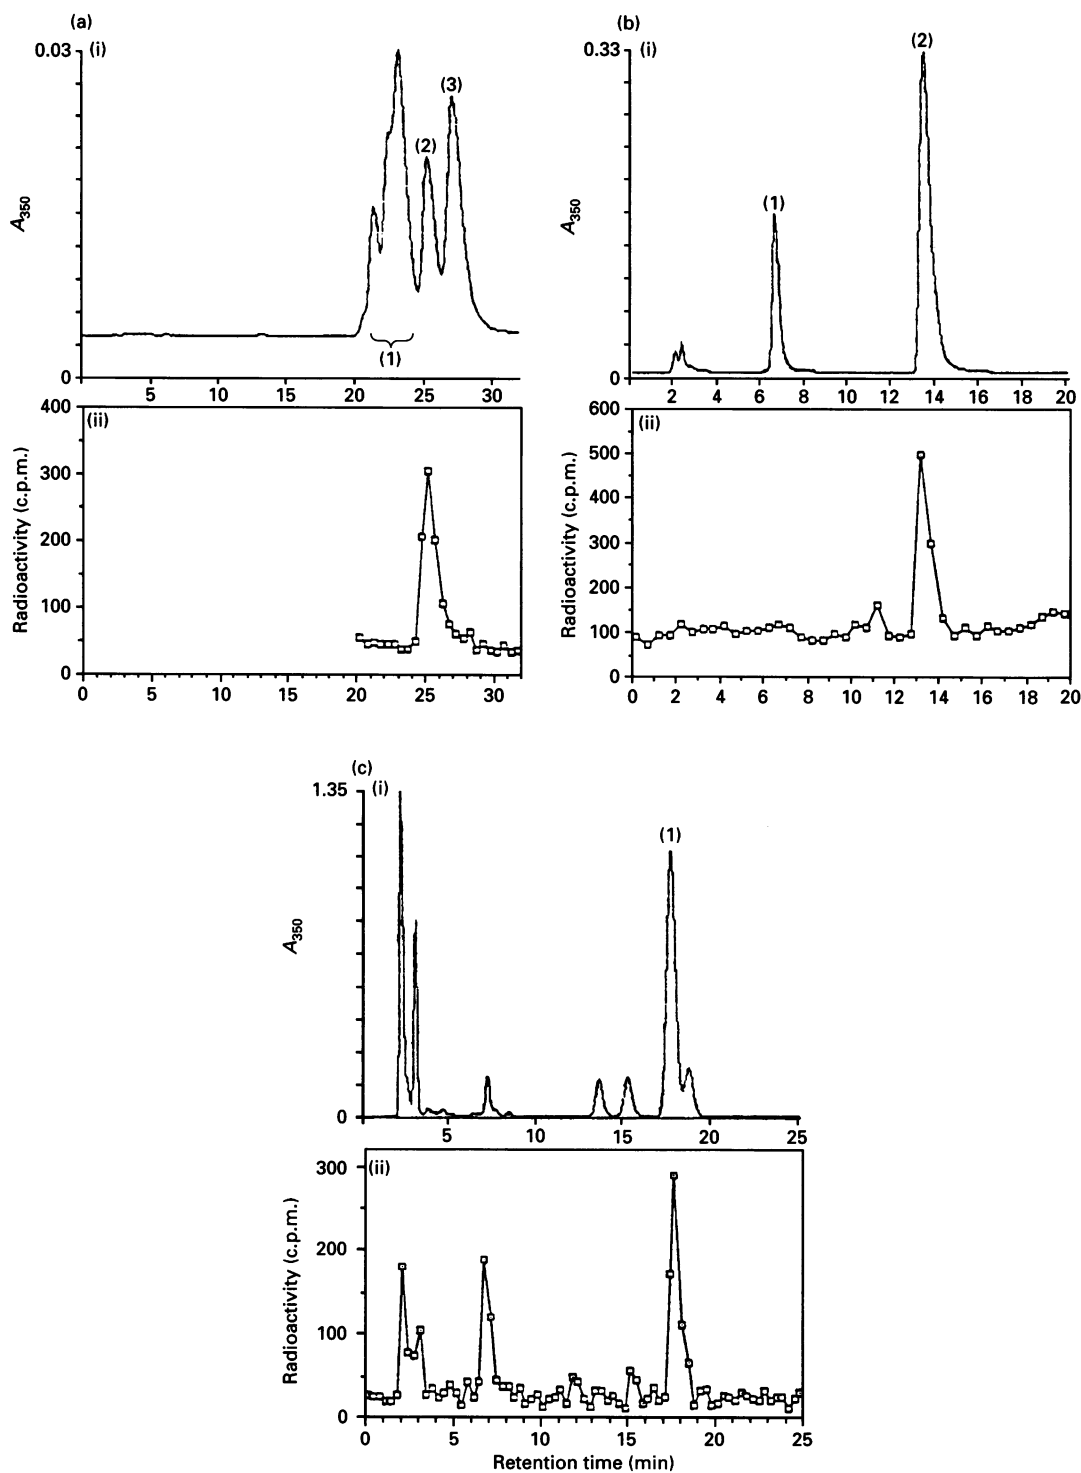 (a)
(i)
0.03
A350
0
(1)
(2)
(3)
5 10 15 20 25 30
(ii)
400
300
200
100
0
Radioactivity (c.p.m.)
0 5 10 15 20 25 30
(b)
(i)
0.33
A350
0
(1)
(2)
2 4 6 8 10 12 14 16 18 20
(ii)
600
500
400
300
200
100
0
Radioactivity (c.p.m.)
0 2 4 6 8 10 12 14 16 18 20
(c)
(i)
1.35
A350
0
(1)
5 10 15 20 25
(ii)
300
200
100
0
Radioactivity (c.p.m.)
0 5 10 15 20 25
Retention time (min)